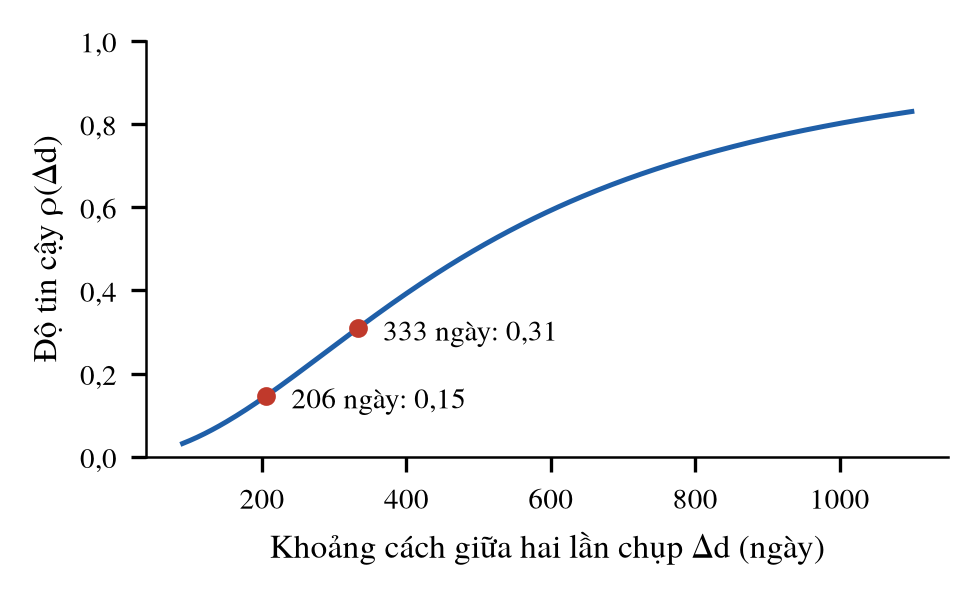 1,0
0,8
0,6
0,4
0,2
0,0
Độ tin cậy ρ(Δd)
333 ngày: 0,31
206 ngày: 0,15
200 400 600 800 1000
Khoảng cách giữa hai lần chụp Δd (ngày)